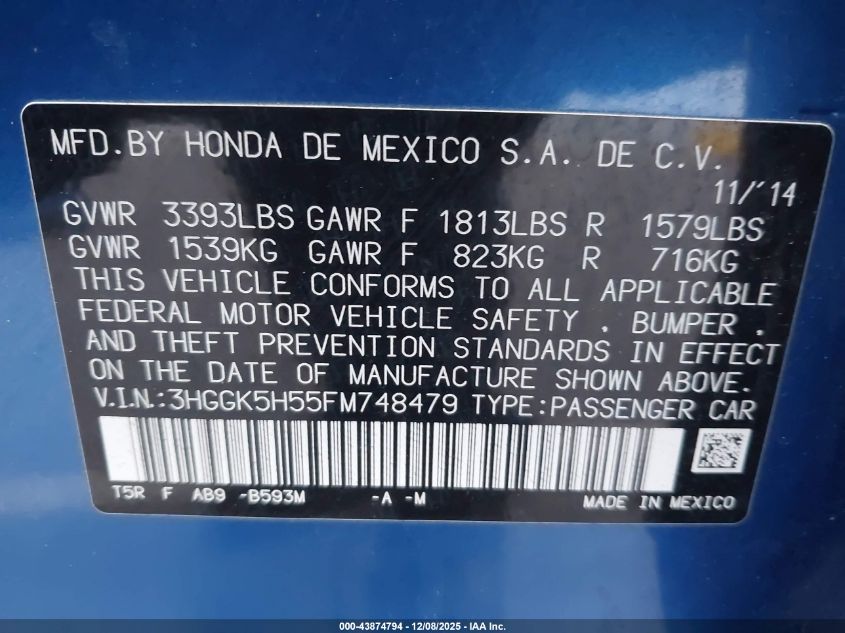 MFD.BY HONDA DE MEXICO S.A. DE C.V.
11/'14
GVWR 3393LBS GAWR F 1813LBS R 1579LBS
GVWR 1539KG GAWR F 823KG R 716KG
THIS VEHICLE CONFORMS TO ALL APPLICABLE
FEDERAL MOTOR VEHICLE SAFETY , BUMPER ,
AND THEFT PREVENTION STANDARDS IN EFFECT
ON THE DATE OF MANUFACTURE SHOWN ABOVE.
V.I.N.:3HGGK5H55FM748479 TYPE:PASSENGER CAR
T5R F AB9 -B593M -A -M
MADE IN MEXICO
000-43874794 - 12/08/2025 - IAA Inc.